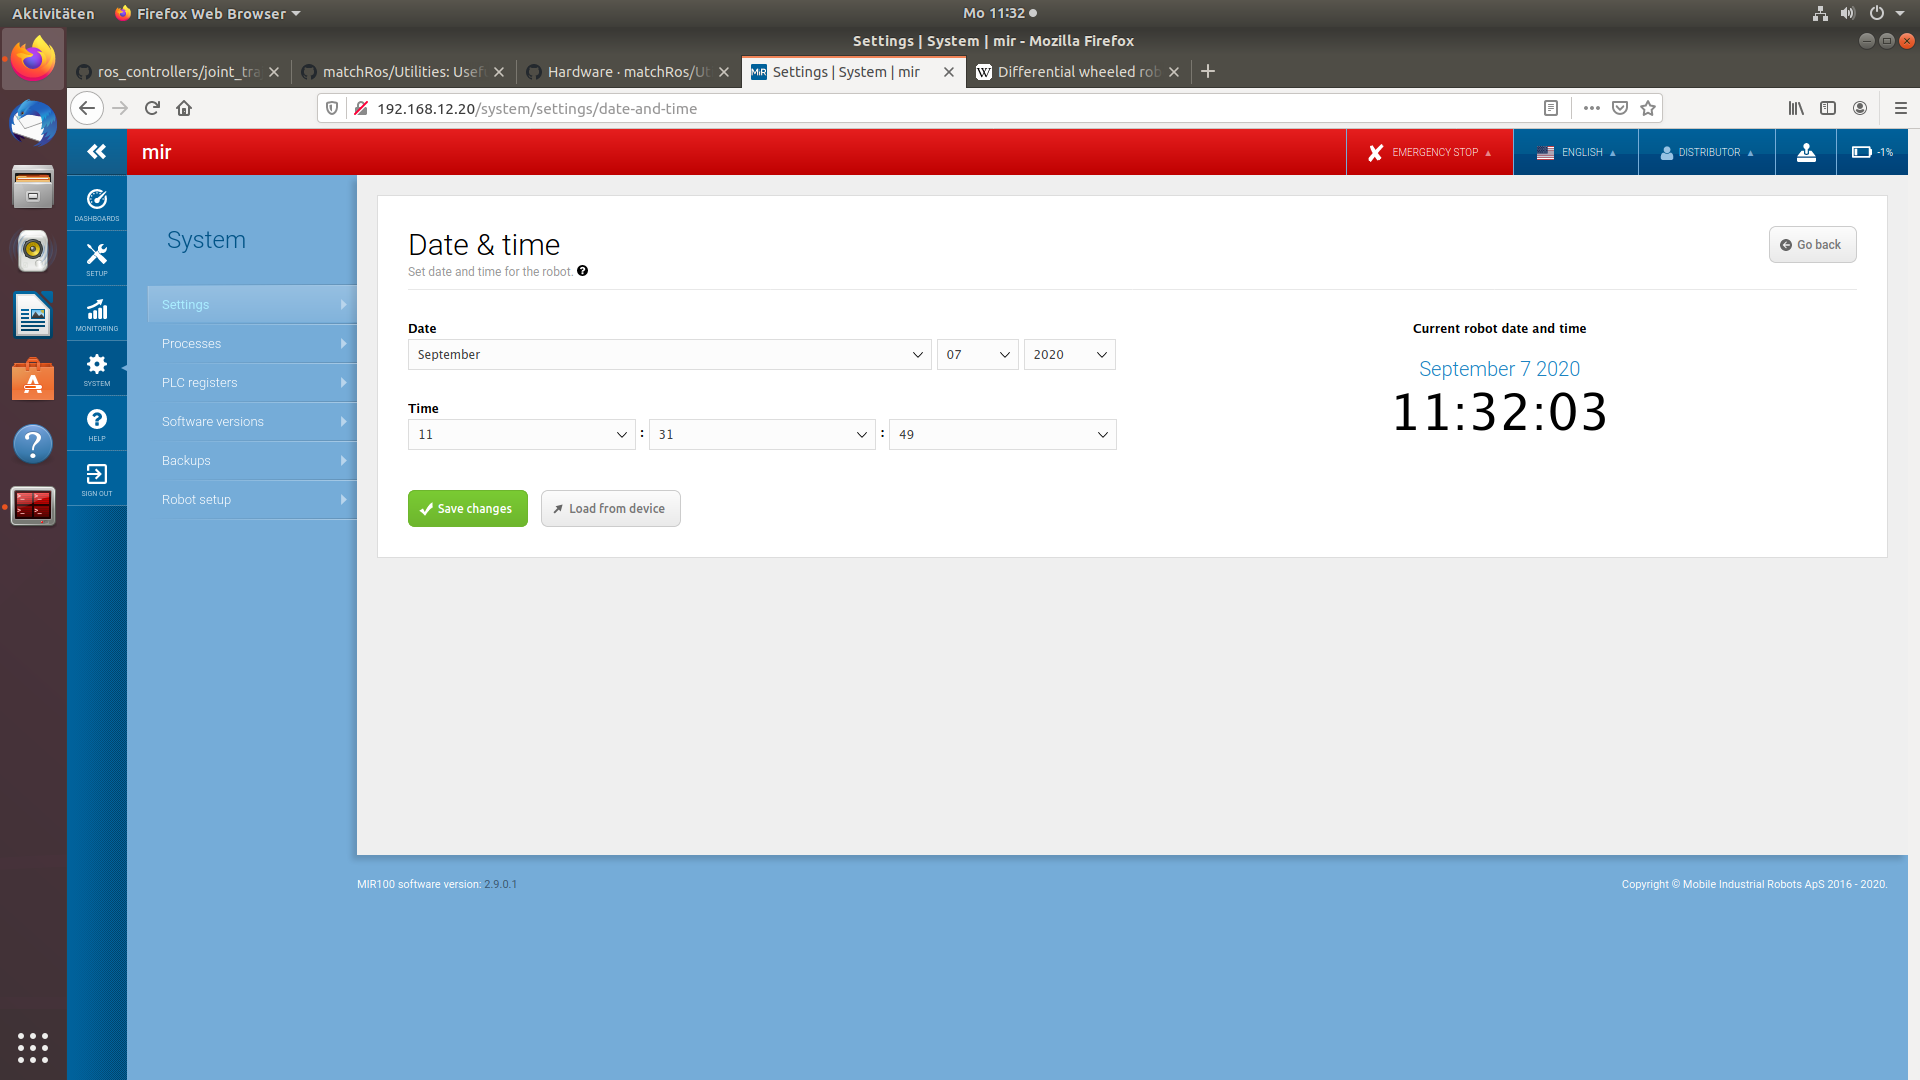 Aktivitäten
Firefox Web Browser
Mo 11:32
Settings | System | mir - Mozilla Firefox
ros_controllers/joint_tra
matchRos/Utilities: Usef
Hardware · matchRos/Ut
MiR Settings | System | mir
W Differential wheeled rob
192.168.12.20/system/settings/date-and-time
mir
EMERGENCY STOP
ENGLISH
DISTRIBUTOR
-1%
DASHBOARDS
SETUP
MONITORING
SYSTEM
HELP
SIGN OUT
System
Settings
Processes
PLC registers
Software versions
Backups
Robot setup
Date & time
Set date and time for the robot. ?
Go back
Date
September 07 2020
Time
11 : 31 : 49
Save changes
Load from device
Current robot date and time
September 7 2020
11:32:03
MIR100 software version: 2.9.0.1
Copyright © Mobile Industrial Robots ApS 2016 - 2020.